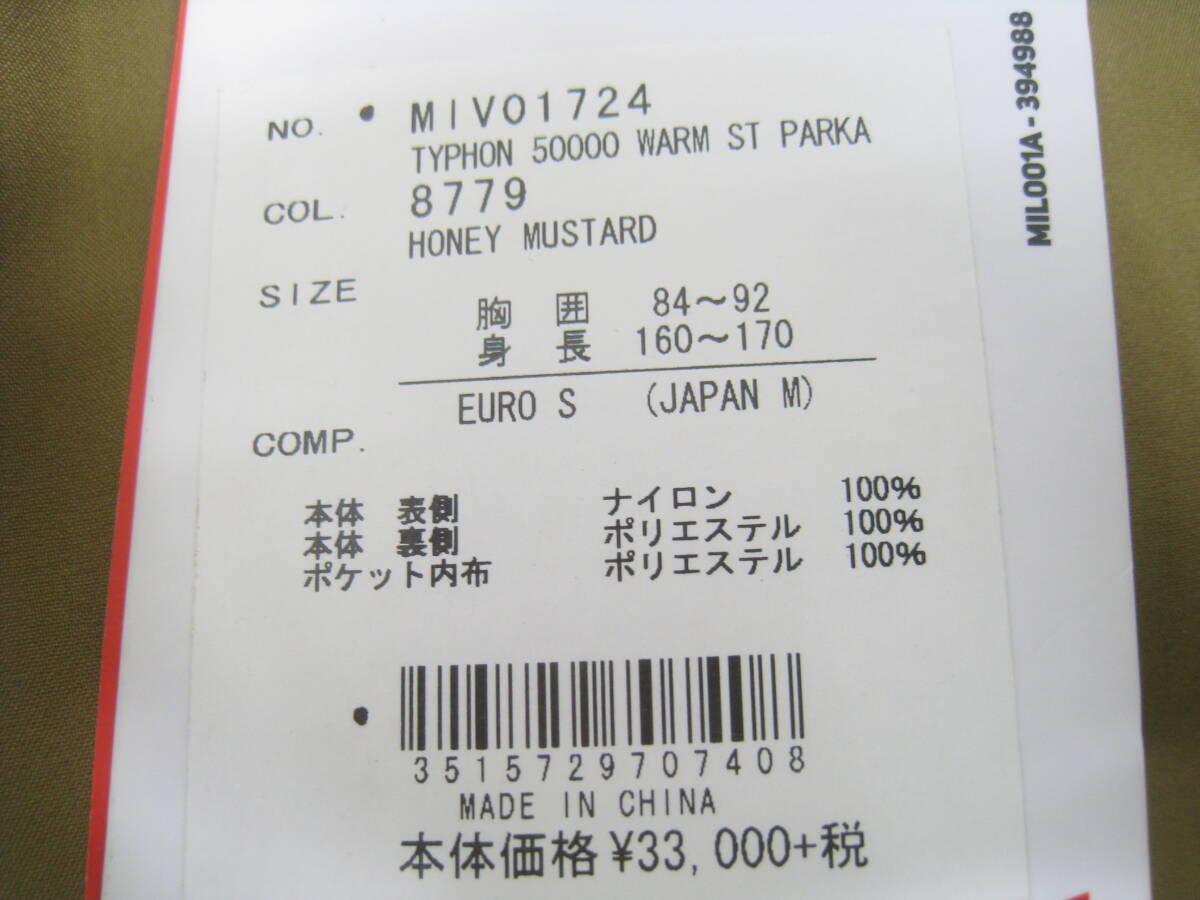 NO. MIV01724
TYPHON 50000 WARM ST PARKA
COL. 8779
HONEY MUSTARD
SIZE
胸 囲 84～92
身 長 160～170
EURO S (JAPAN M)
COMP.
本体 表側 ナイロン 100%
本体 裏側 ポリエステル 100%
ポケット内布 ポリエステル 100%
3515729707408
MADE IN CHINA
本体価格 ¥33,000+税
MIL001A - 394988